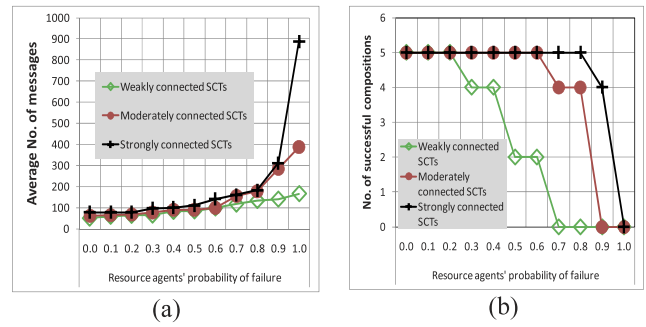 1000
900
800
700
600
500
400
300
200
100
0
Average No. of messages
Weakly connected SCTs
Moderately connected SCTs
Strongly connected SCTs
0.0 0.1 0.2 0.3 0.4 0.5 0.6 0.7 0.8 0.9 1.0
Resource agents' probability of failure
(a)
6
5
4
3
2
1
0
No. of successful compositions
Weakly connected
SCTs
Moderately
connected SCTs
Strongly connected
SCTs
0.0 0.1 0.2 0.3 0.4 0.5 0.6 0.7 0.8 0.9 1.0
Resource agents' probability of failure
(b)